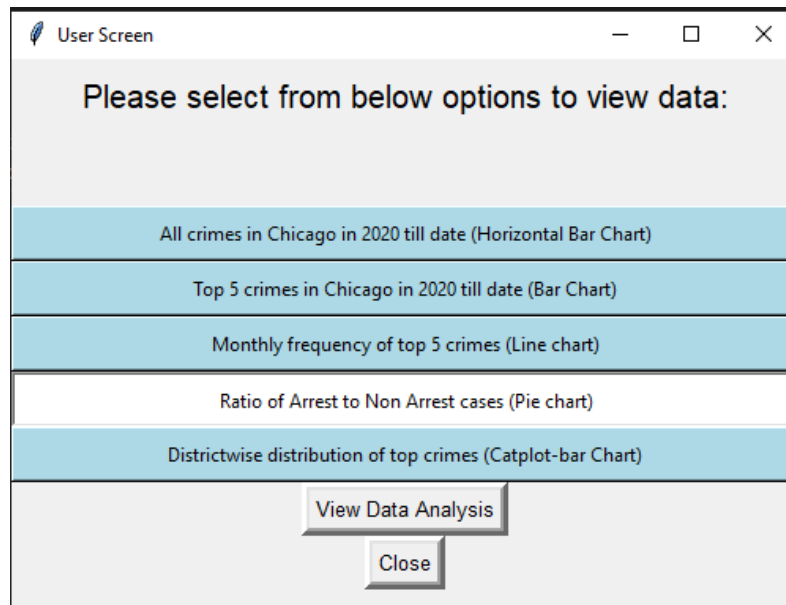 User Screen
Please select from below options to view data:
All crimes in Chicago in 2020 till date (Horizontal Bar Chart)
Top 5 crimes in Chicago in 2020 till date (Bar Chart)
Monthly frequency of top 5 crimes (Line chart)
Ratio of Arrest to Non Arrest cases (Pie chart)
Districtwise distribution of top crimes (Catplot-bar Chart)
View Data Analysis
Close